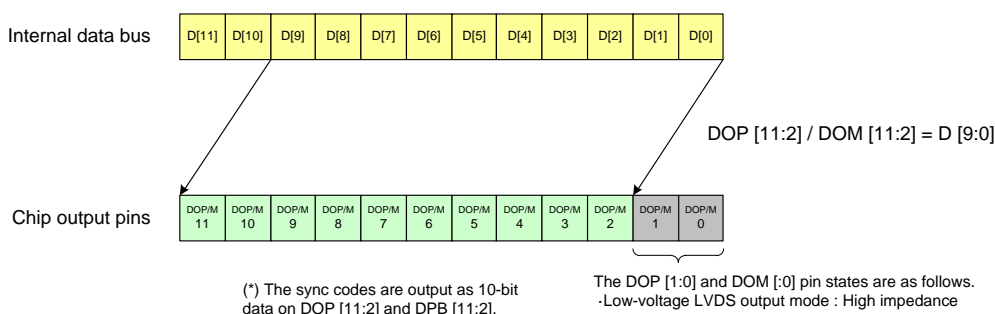 Internal data bus
D[11] D[10] D[9] D[8] D[7] D[6] D[5] D[4] D[3] D[2] D[1] D[0]
DOP [11:2] / DOM [11:2] = D [9:0]
Chip output pins
DOP/M DOP/M DOP/M DOP/M DOP/M DOP/M DOP/M DOP/M DOP/M DOP/M DOP/M DOP/M
11 10 9 8 7 6 5 4 3 2 1 0
(*) The sync codes are output as 10-bit
data on DOP [11:2] and DPB [11:2].
The DOP [1:0] and DOM [:0] pin states are as follows.
·Low-voltage LVDS output mode : High impedance